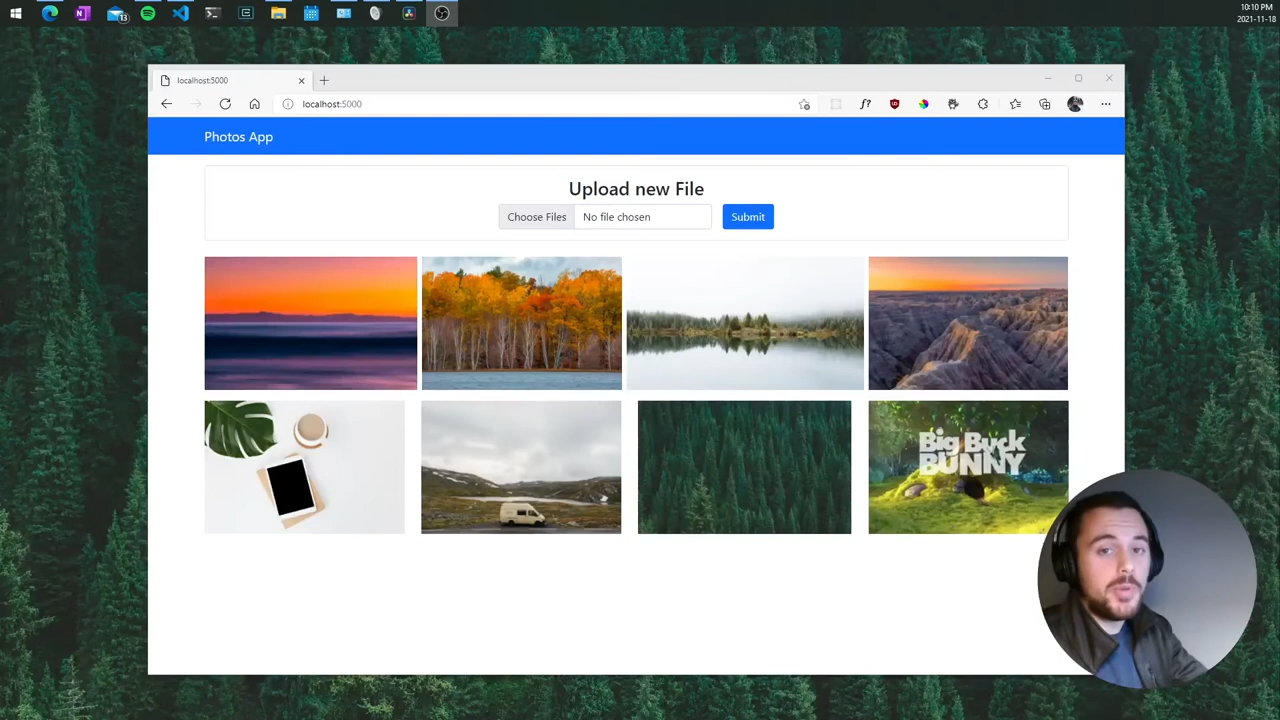 10:10 PM
2021-11-18
13
localhost:5000
localhost:5000
f?
Photos App
Upload new File
Choose Files
No file chosen
Submit
Big Buck
BUNNY